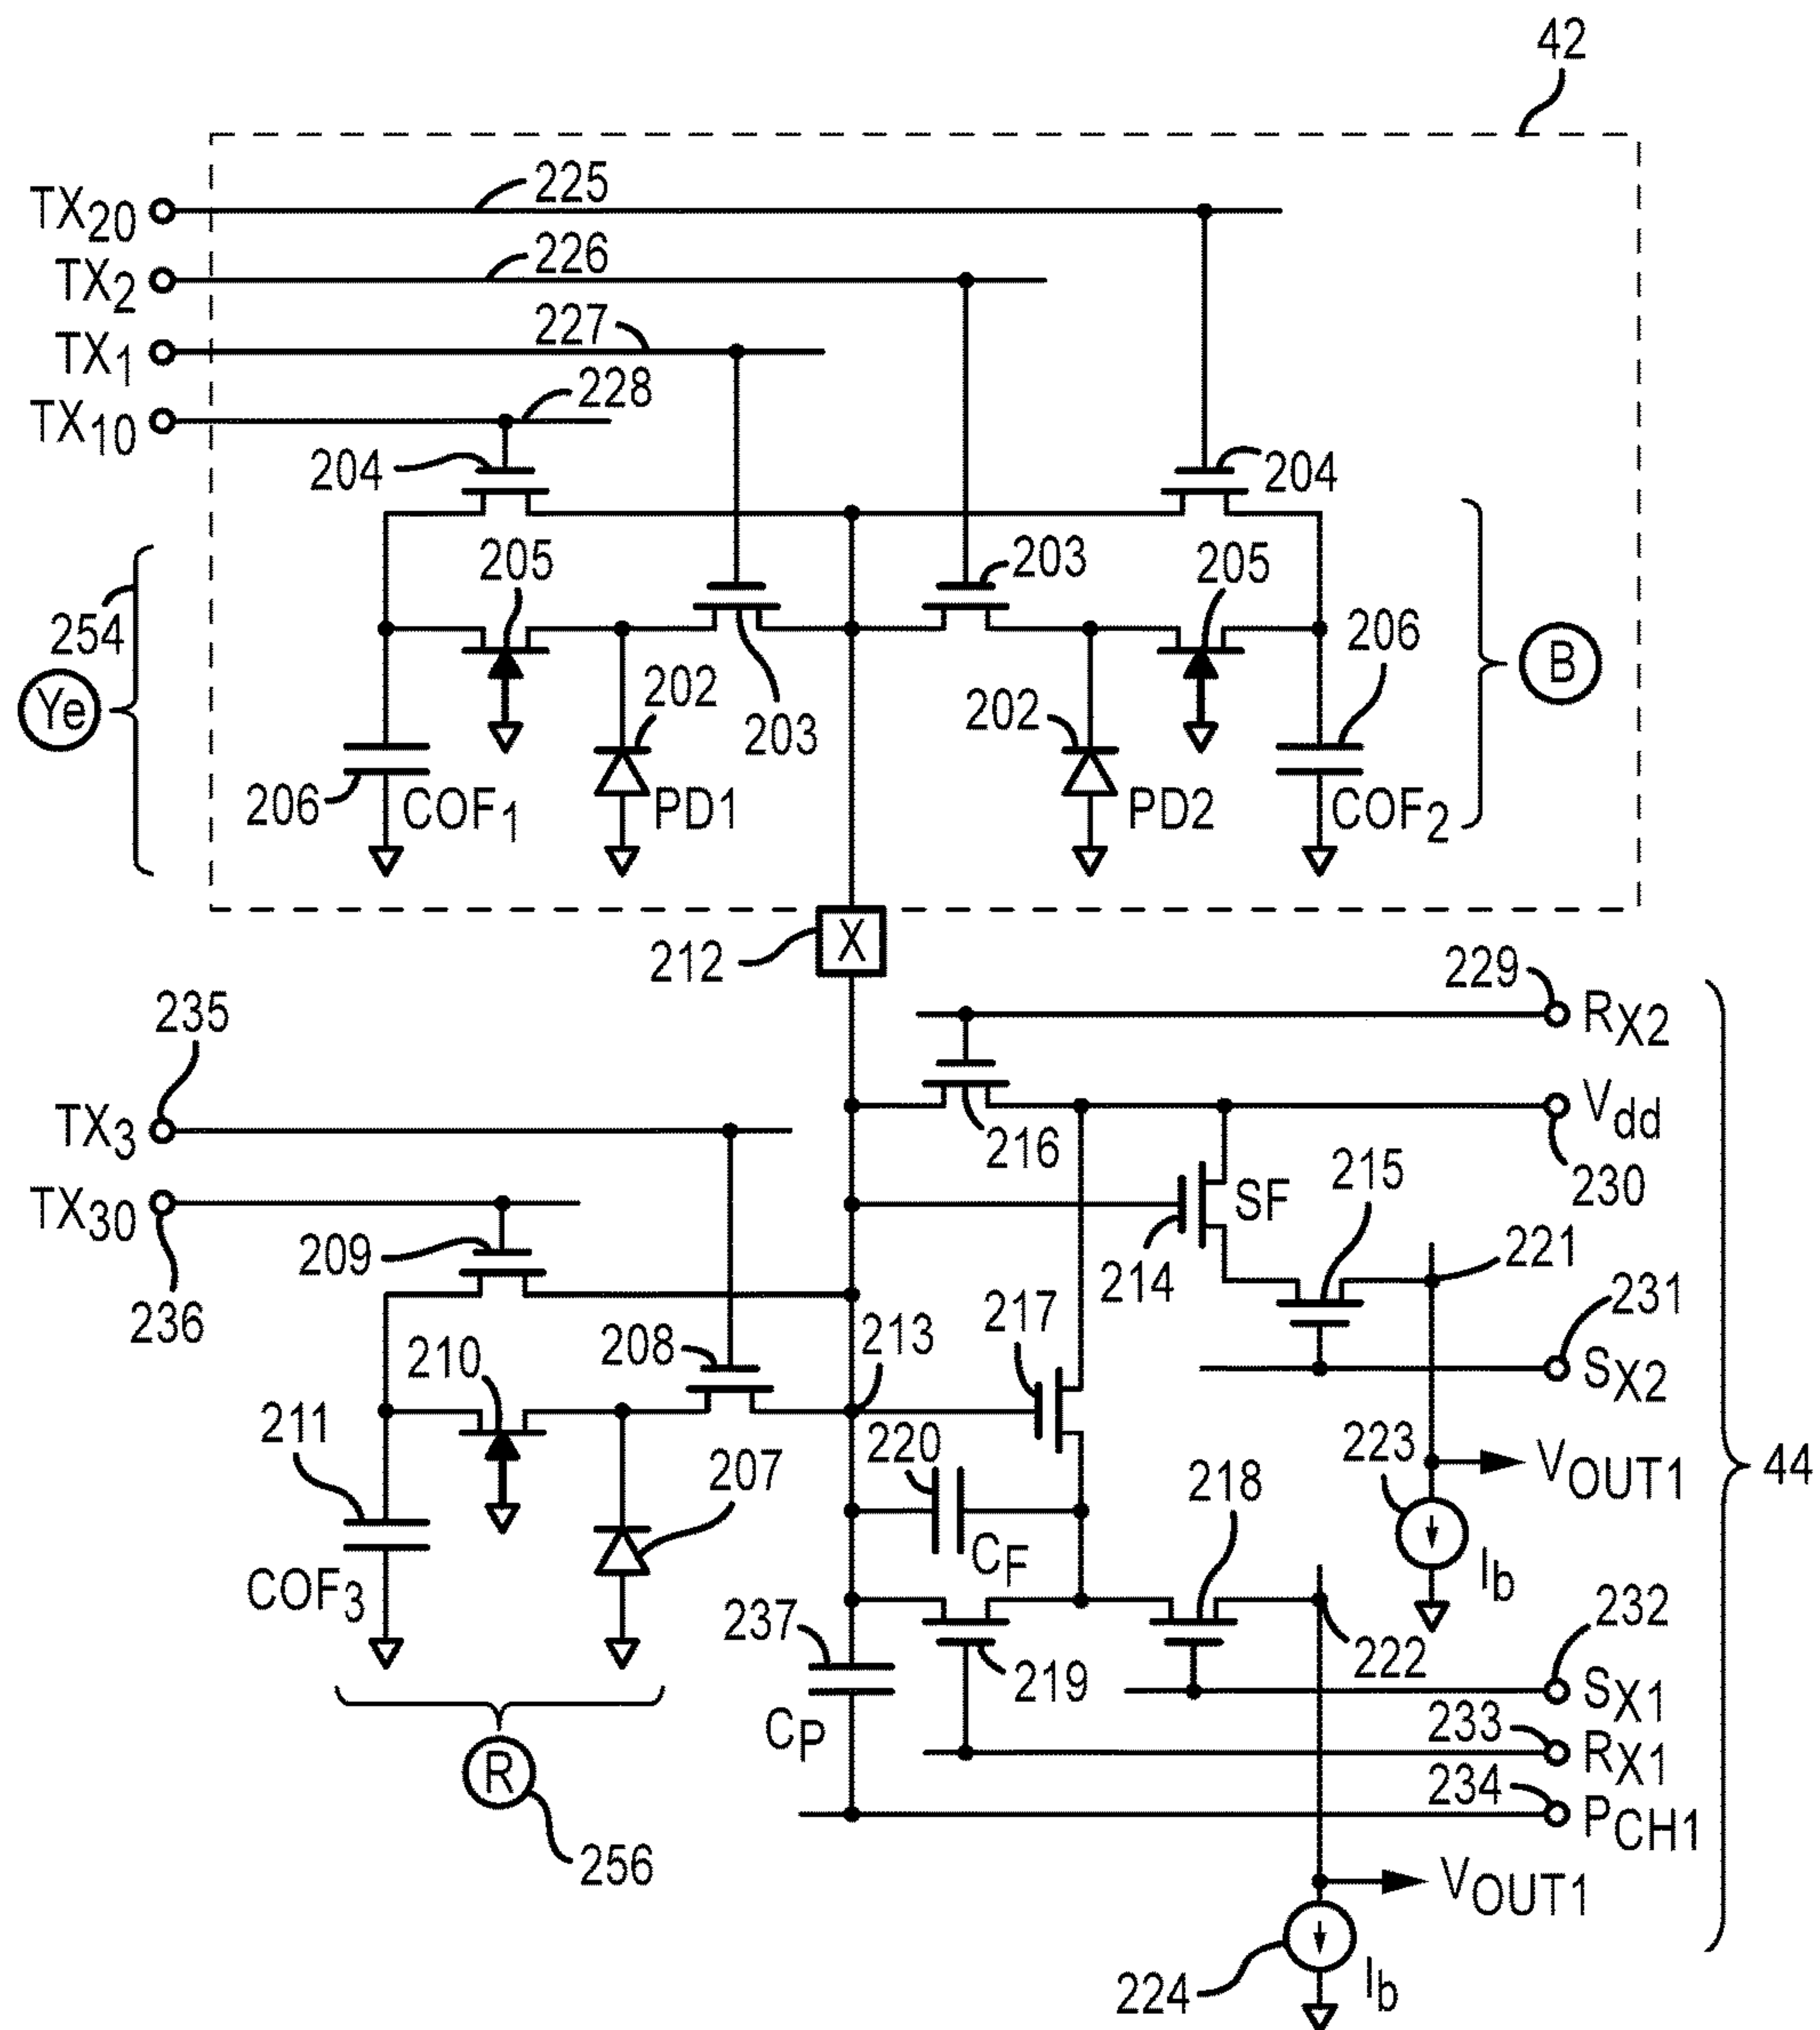 42
TX20 225
TX2 226
TX1 227
TX10 228
204 204
205 203 205
254 206
Ye 202 203 202 B
206 COF1 PD1 PD2 COF2
212 X
229 RX2
235
TX3 Vdd
216 215 230
TX30 SF
209 214 221 231
236 217
210 208 213 SX2
211 220 223 VOUT1 44
207 218
COF3 CF Ib 232
237 219 222 SX1
CP 233 RX1
R 234 PCH1
256 VOUT1
224 Ib